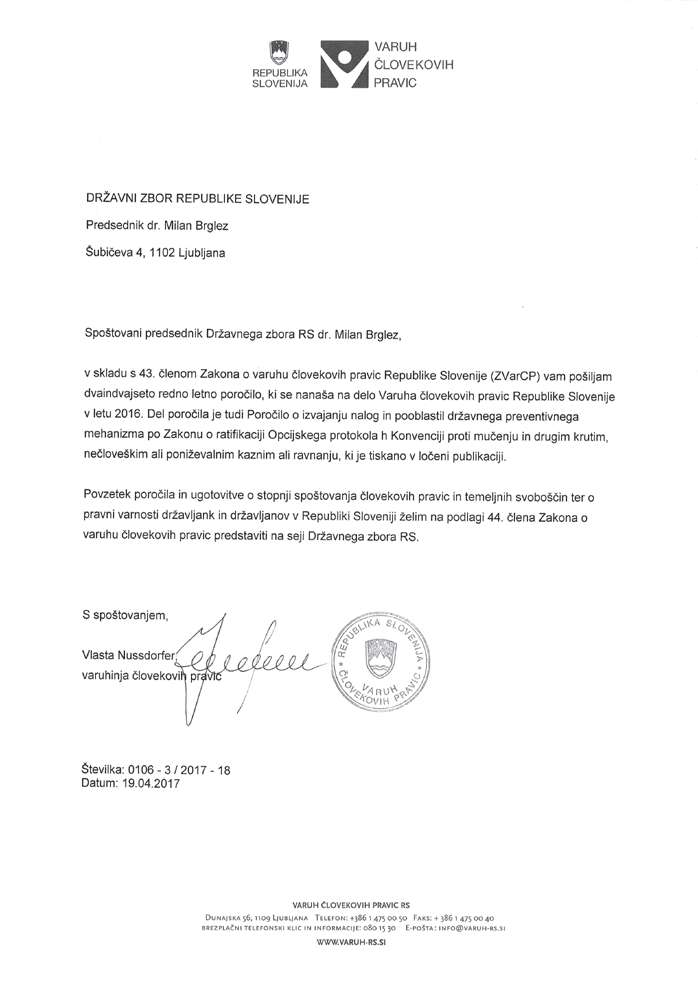 REPUBLIKA
SLOVENIJA
VARUH
ČLOVEKOVIH
PRAVIC
DRŽAVNI ZBOR REPUBLIKE SLOVENIJE
Predsednik dr. Milan Brglez
Šubičeva 4, 1102 Ljubljana
Spoštovani predsednik Državnega zbora RS dr. Milan Brglez,
v skladu s 43. členom Zakona o varuhu človekovih pravic Republike Slovenije (ZVarCP) vam pošiljam
dvaindvajseto redno letno poročilo, ki se nanaša na delo Varuha človekovih pravic Republike Slovenije
v letu 2016. Del poročila je tudi Poročilo o izvajanju nalog in pooblastil državnega preventivnega
mehanizma po Zakonu o ratifikaciji Opcijskega protokola h Konvenciji proti mučenju in drugim krutim,
nečloveškim ali poniževalnim kaznim ali ravnanju, ki je tiskano v ločeni publikaciji.
Povzetek poročila in ugotovitve o stopnji spoštovanja človekovih pravic in temeljnih svoboščin ter o
pravni varnosti državljank in državljanov v Republiki Sloveniji želim na podlagi 44. člena Zakona o
varuhu človekovih pravic predstaviti na seji Državnega zbora RS.
S spoštovanjem,
Vlasta Nussdorfer,
varuhinja človekovih pravic
REPUBLIKA SLOVENIJA
VARUH
ČLOVEKOVIH PRAVIC
Številka: 0106 - 3 / 2017 - 18
Datum: 19.04.2017
VARUH ČLOVEKOVIH PRAVIC RS
DUNAJSKA 56, 1109 LJUBLJANA TELEFON: +386 1 475 00 50 FAKS: + 386 1 475 00 40
BREZPLAČNI TELEFONSKI KLIC IN INFORMACIJE: 080 15 30 E-POŠTA: INFO@VARUH-RS.SI
WWW.VARUH-RS.SI